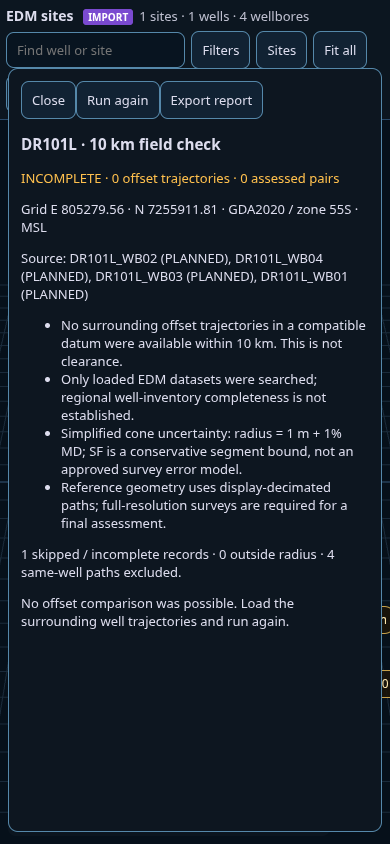 EDM sites IMPORT 1 sites · 1 wells · 4 wellbores
Find well or site Filters Sites Fit all
Close Run again Export report
DR101L · 10 km field check
INCOMPLETE · 0 offset trajectories · 0 assessed pairs
Grid E 805279.56 · N 7255911.81 · GDA2020 / zone 55S ·
MSL
Source: DR101L_WB02 (PLANNED), DR101L_WB04
(PLANNED), DR101L_WB03 (PLANNED), DR101L_WB01
(PLANNED)
• No surrounding offset trajectories in a compatible
datum were available within 10 km. This is not
clearance.
• Only loaded EDM datasets were searched;
regional well-inventory completeness is not
established.
• Simplified cone uncertainty: radius = 1 m + 1%
MD; SF is a conservative segment bound, not an
approved survey error model.
• Reference geometry uses display-decimated
paths; full-resolution surveys are required for a
final assessment.
1 skipped / incomplete records · 0 outside radius · 4
same-well paths excluded.
No offset comparison was possible. Load the
surrounding well trajectories and run again.